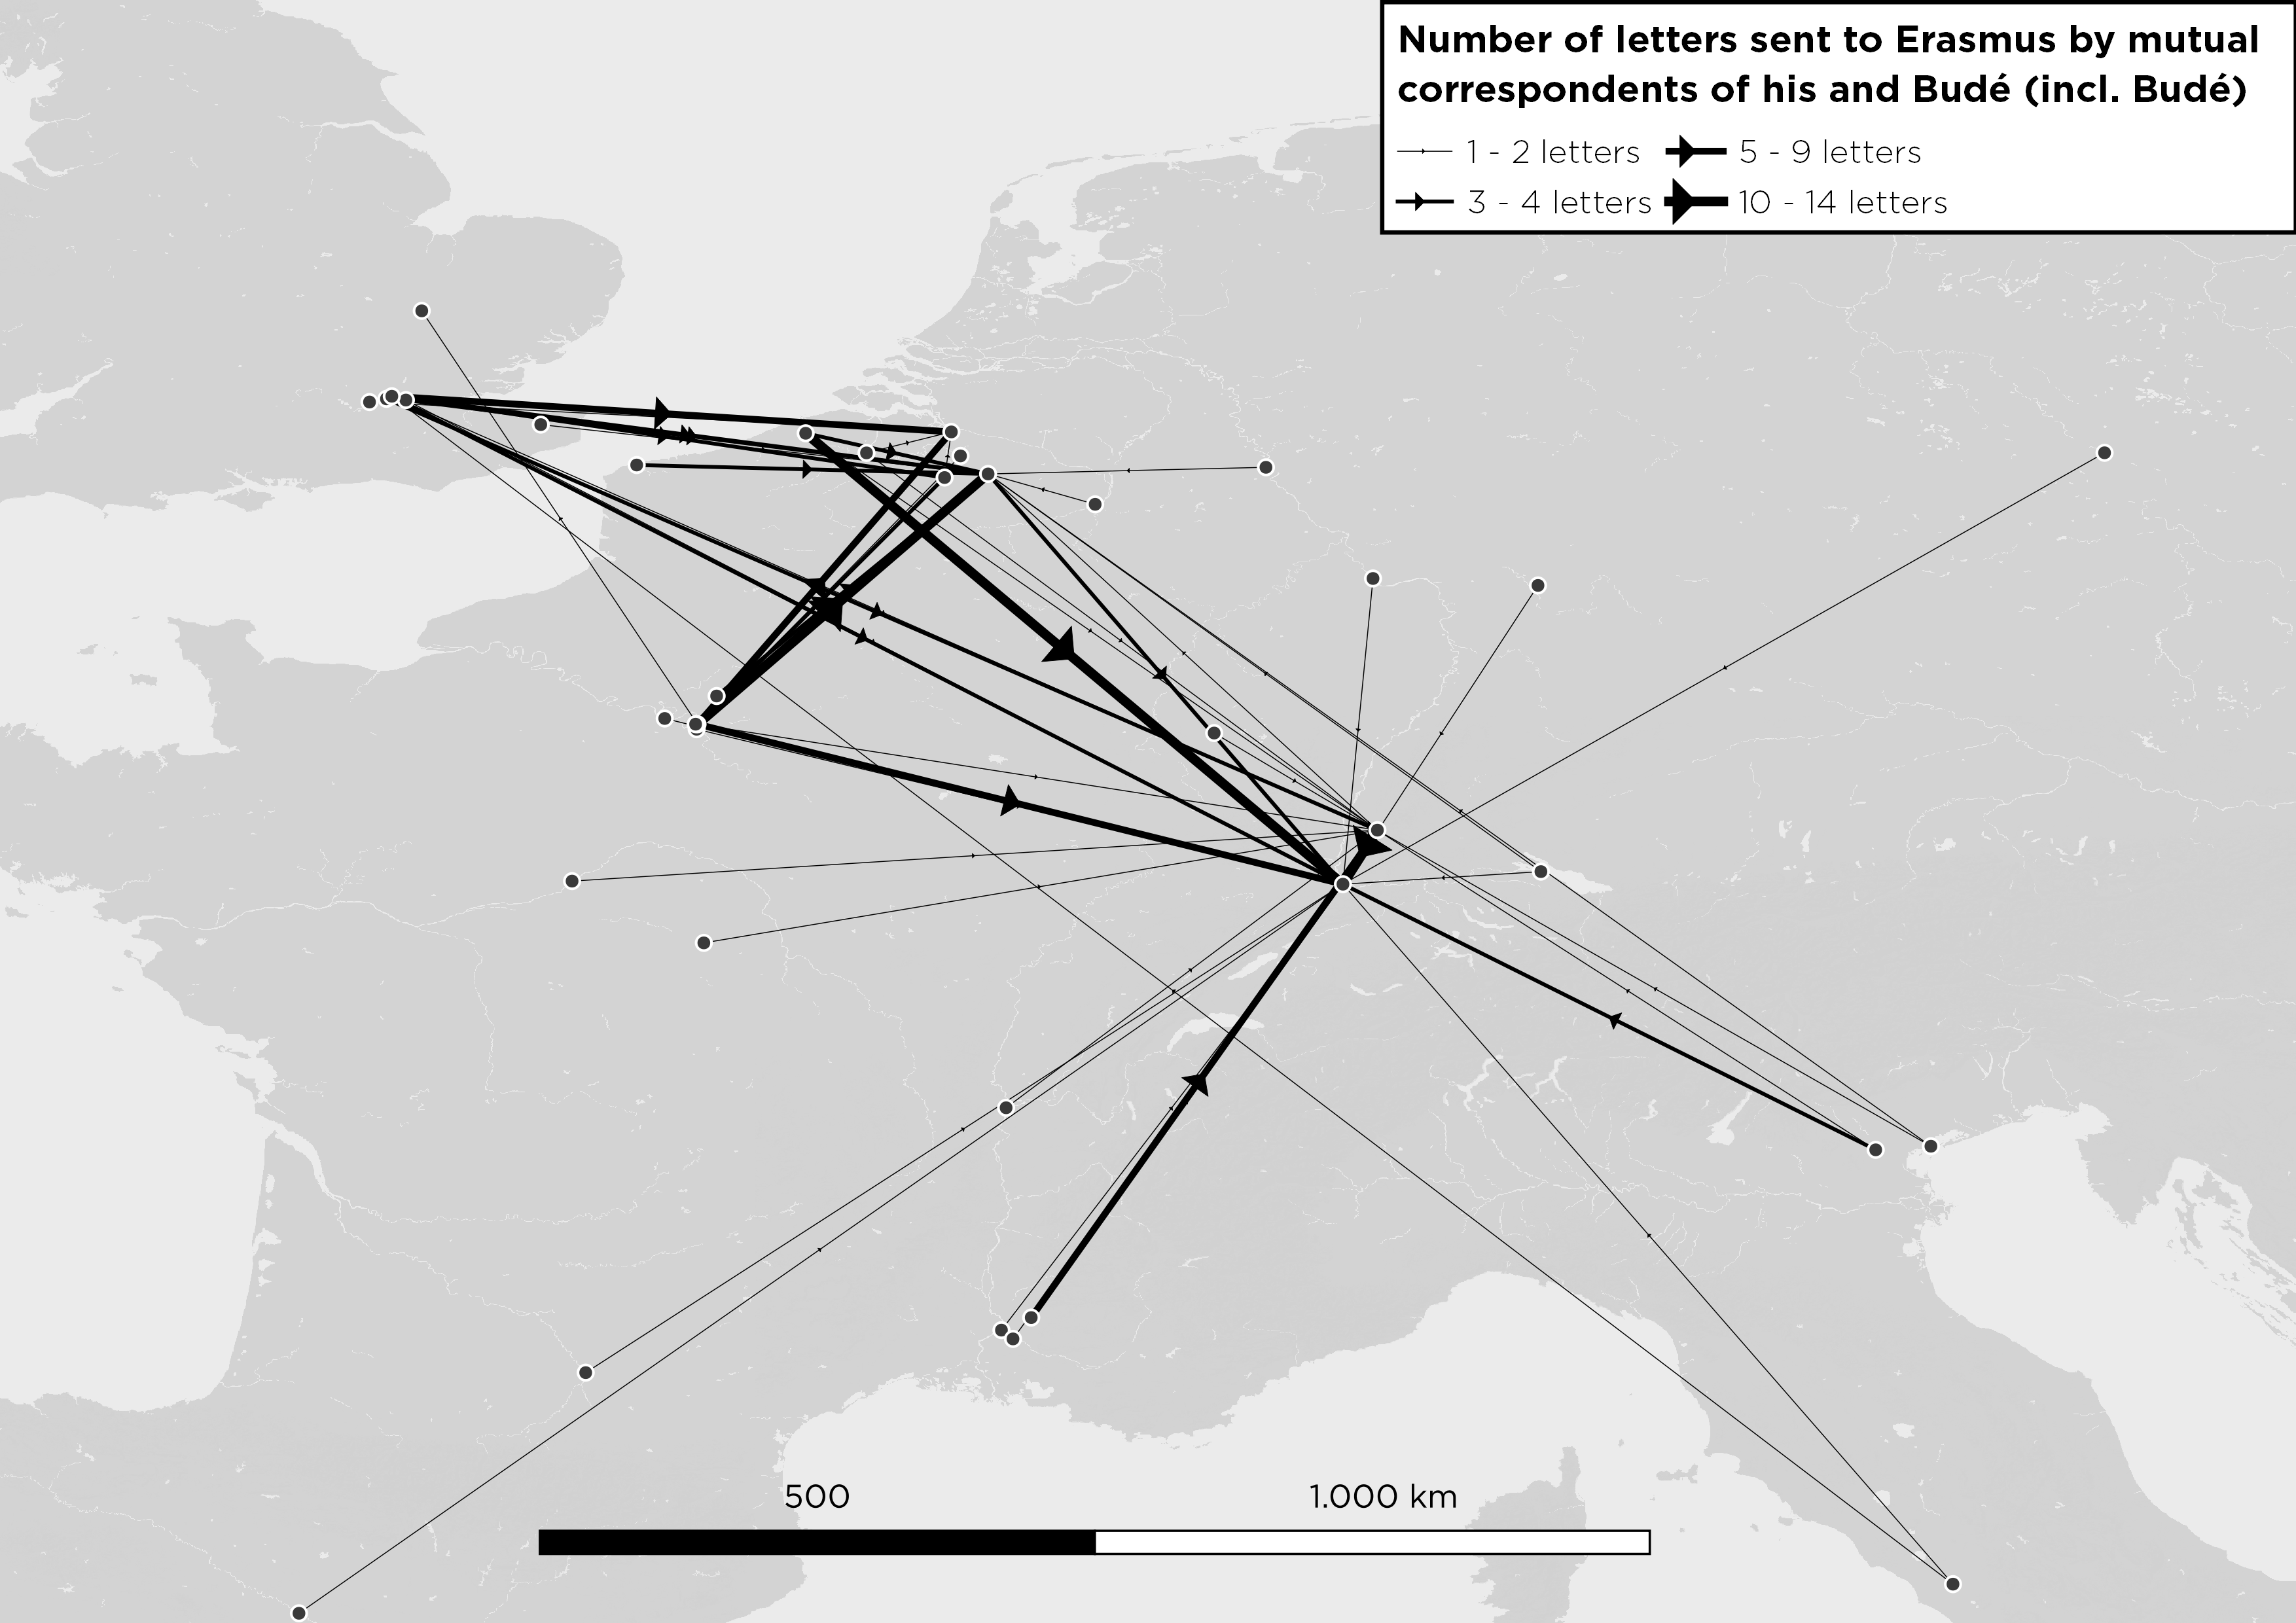 Number of letters sent to Erasmus by mutual
correspondents of his and Budé (incl. Budé)
1 - 2 letters
5 - 9 letters
3 - 4 letters
10 - 14 letters
500
1.000 km